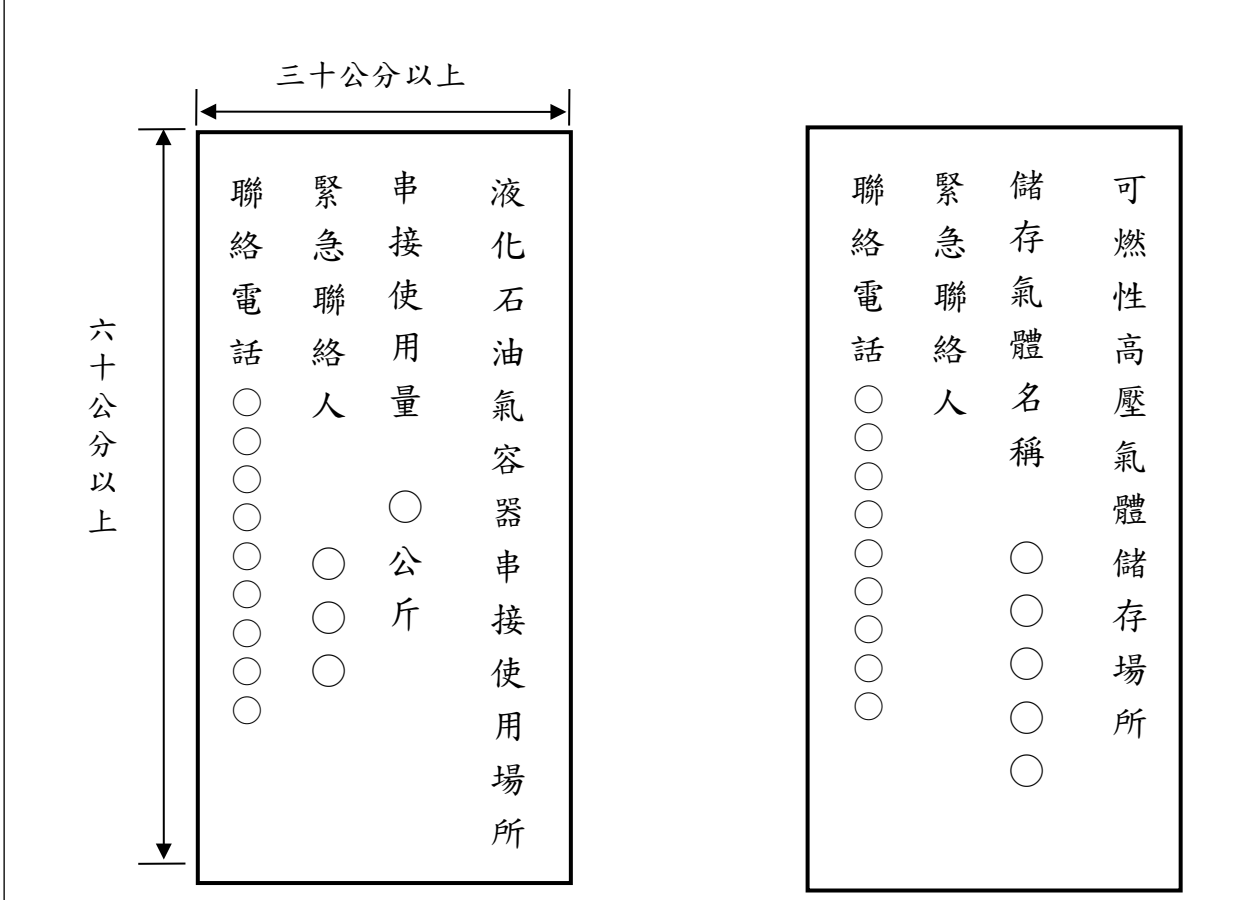 三十公分以上
六十公分以上
液化石油氣容器串接使用場所
串接使用量 ○公斤
緊急聯絡人 ○○○
聯絡電話○○○○○○○○○
可燃性高壓氣體儲存場所
儲存氣體名稱 ○○○○○
緊急聯絡人
聯絡電話○○○○○○○○○